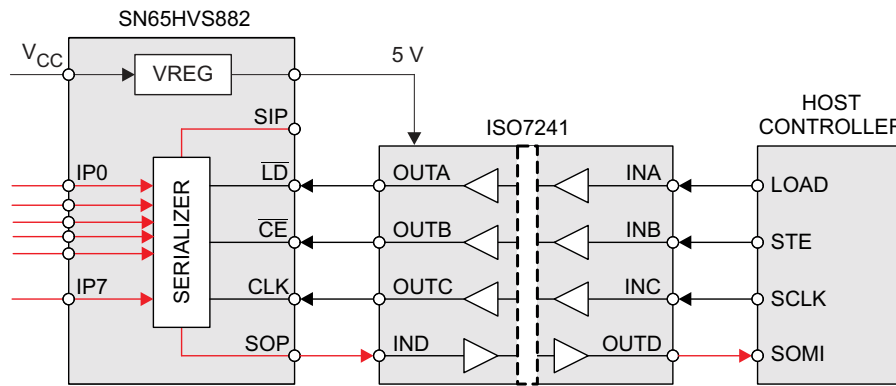 SN65HVS882
VCC
VREG
5 V
SIP
ISO7241
HOST
CONTROLLER
IP0
LD
OUTA
INA
LOAD
SERIALIZER
CE
OUTB
INB
STE
IP7
CLK
OUTC
INC
SCLK
SOP
IND
OUTD
SOMI